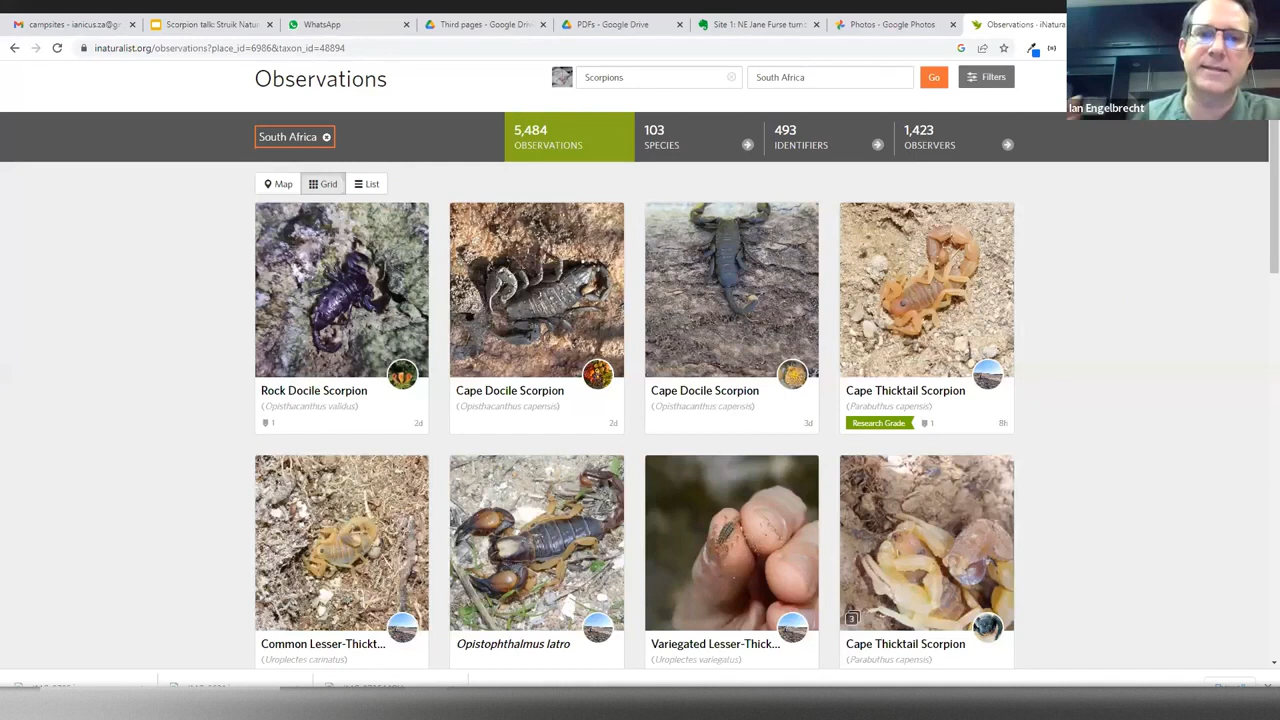 campsites - ianicus.za@
Scorpion talk: Struik Natu
WhatsApp
Third pages - Google Driv
PDFs - Google Drive
Site 1: NE Jane Furse turn
Photos - Google Photos
Observations - iNatura
inaturalist.org/observations?place_id=6986&taxon_id=48894
Ian Engelbrecht
Observations
Scorpions
South Africa
Go
Filters
South Africa
5,484
OBSERVATIONS
103
SPECIES
493
IDENTIFIERS
1,423
OBSERVERS
Map
Grid
List
Rock Docile Scorpion
(Opisthacanthus validus)
1
2d
Cape Docile Scorpion
(Opisthacanthus capensis)
2d
Cape Docile Scorpion
(Opisthacanthus capensis)
3d
Cape Thicktail Scorpion
(Parabuthus capensis)
Research Grade
1
8h
3
Common Lesser-Thickt...
(Uroplectes carinatus)
Opistophthalmus latro
Variegated Lesser-Thick...
(Uroplectes variegatus)
Cape Thicktail Scorpion
(Parabuthus capensis)